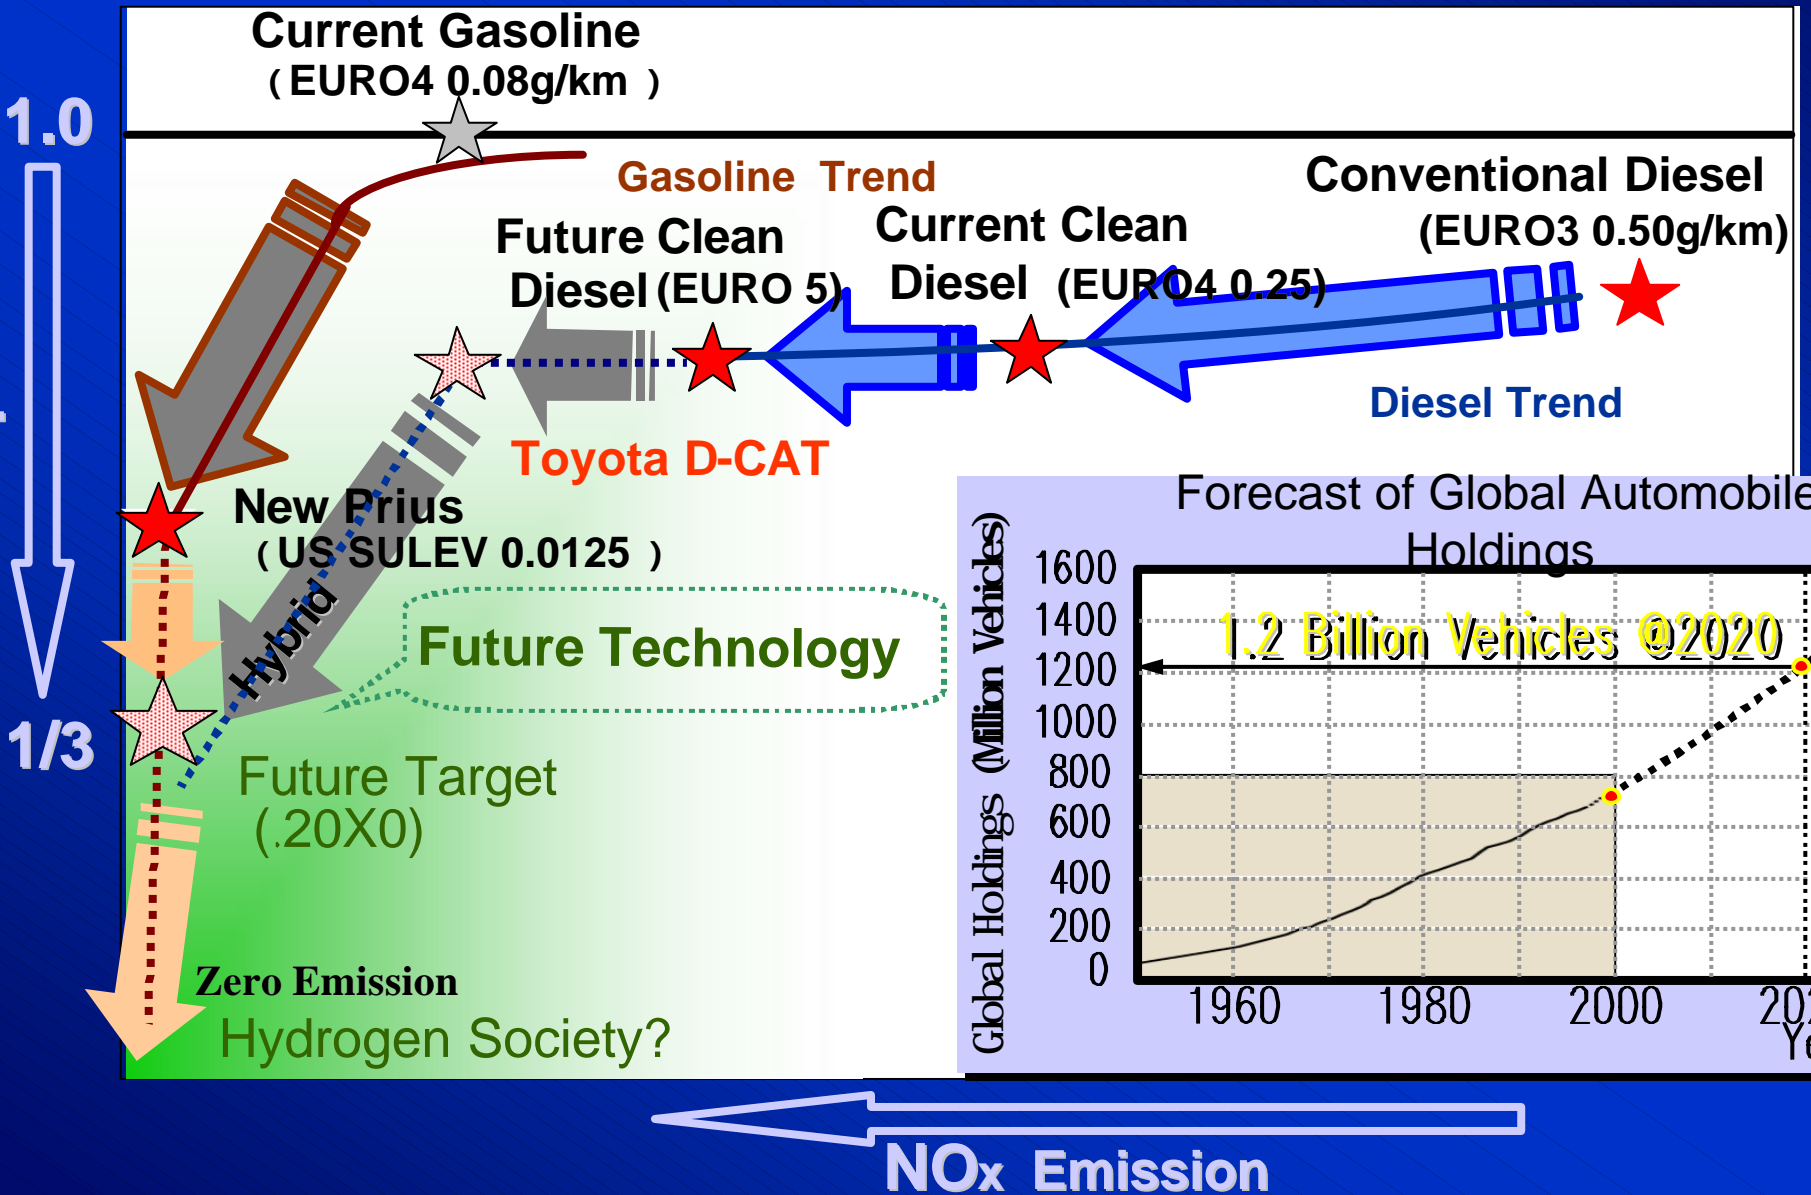 Current Gasoline
( EURO4 0.08g/km )
1.0
Gasoline Trend
Conventional Diesel
(EURO3 0.50g/km)
Future Clean
Diesel (EURO 5)
Current Clean
Diesel (EURO4 0.25)
Diesel Trend
Toyota D-CAT
New Prius
( US SULEV 0.0125 )
Hybrid
Future Technology
1/3
Future Target
(.20X0)
Zero Emission
Hydrogen Society?
Forecast of Global Automobile
Holdings
Global Holdings (Million Vehicles)
1600
1400
1200
1000
800
600
400
200
0
1.2 Billion Vehicles @2020
1960 1980 2000
NOx Emission